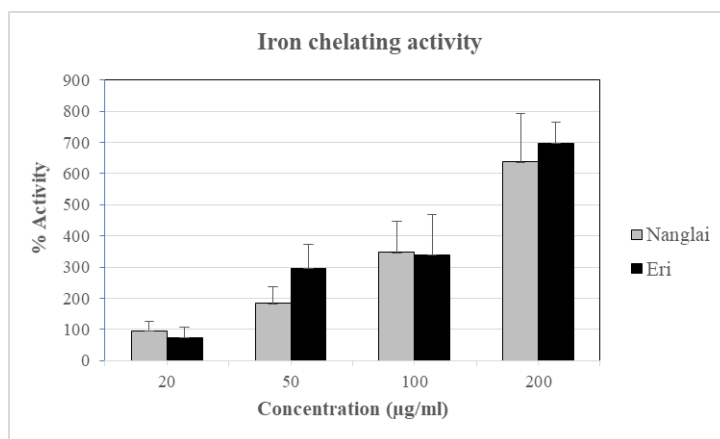 Iron chelating activity
900
800
700
600
500
400
300
200
100
0
% Activity
20 50 100 200
Concentration (µg/ml)
Nanglai
Eri